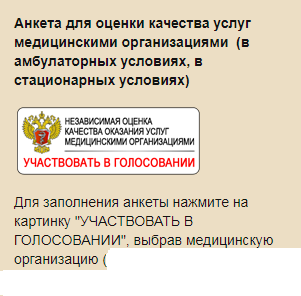 Анкета для оценки качества услуг
медицинскими организациями (в
амбулаторных условиях, в
стационарных условиях)
НЕЗАВИСИМАЯ ОЦЕНКА
КАЧЕСТВА ОКАЗАНИЯ УСЛУГ
МЕДИЦИНСКИМИ ОРГАНИЗАЦИЯМИ
УЧАСТВОВАТЬ В ГОЛОСОВАНИИ
Для заполнения анкеты нажмите на
картинку "УЧАСТВОВАТЬ В
ГОЛОСОВАНИИ", выбрав медицинскую
организацию (